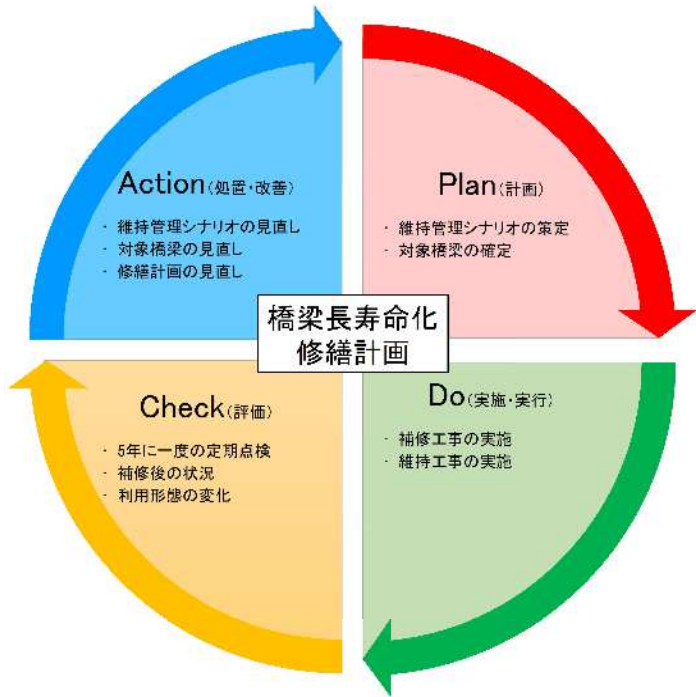 Action(処置・改善)
- 維持管理シナリオの見直し
- 対象橋梁の見直し
- 修繕計画の見直し
Plan(計画)
- 維持管理シナリオの策定
- 対象橋梁の確定
橋梁長寿命化
修繕計画
Check(評価)
- 5年に一度の定期点検
- 補修後の状況
- 利用形態の変化
Do(実施・実行)
- 補修工事の実施
- 維持工事の実施